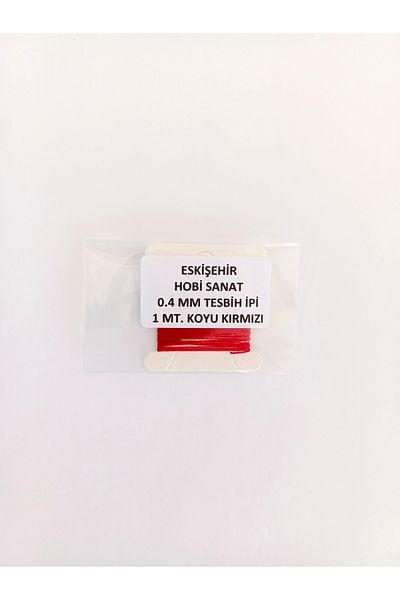 ESKİŞEHİR
HOBİ SANAT
0.4 MM TESBİH İPİ
1 MT. KOYU KIRMIZI